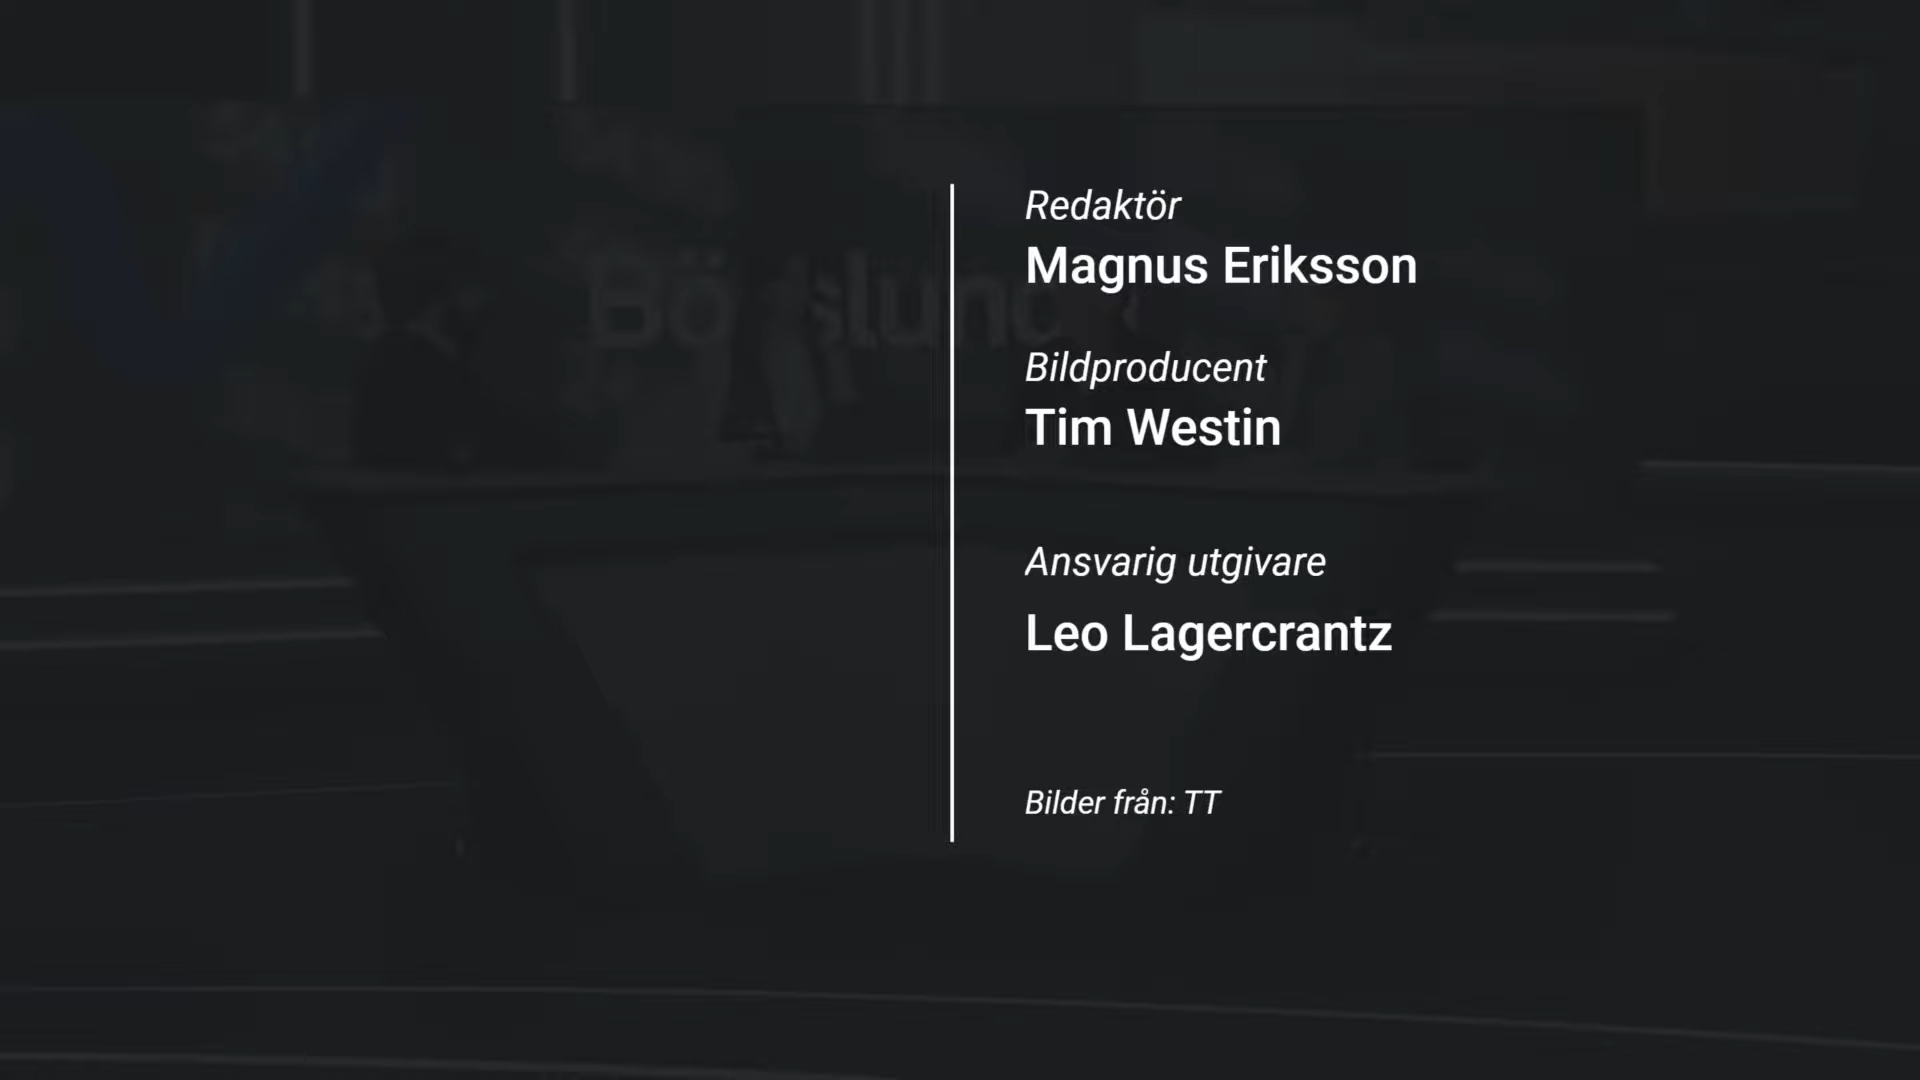 Redaktör
Magnus Eriksson
Bildproducent
Tim Westin
Ansvarig utgivare
Leo Lagercrantz
Bilder från: TT